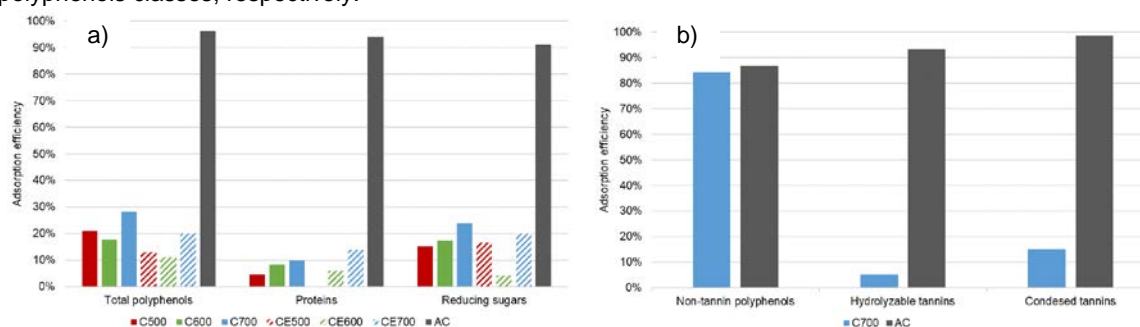 polyphenols classes, respectively.
a)
100%
90%
80%
70%
60%
50%
40%
30%
20%
10%
0%
Adsorption efficiency
Total polyphenols Proteins Reducing sugars
C500 C600 C700 CE500 CE600 CE700 AC
b)
100%
90%
80%
70%
60%
50%
40%
30%
20%
10%
0%
Adsorption efficiency
Non-tannin polyphenols Hydrolyzable tannins Condesed tannins
C700 AC